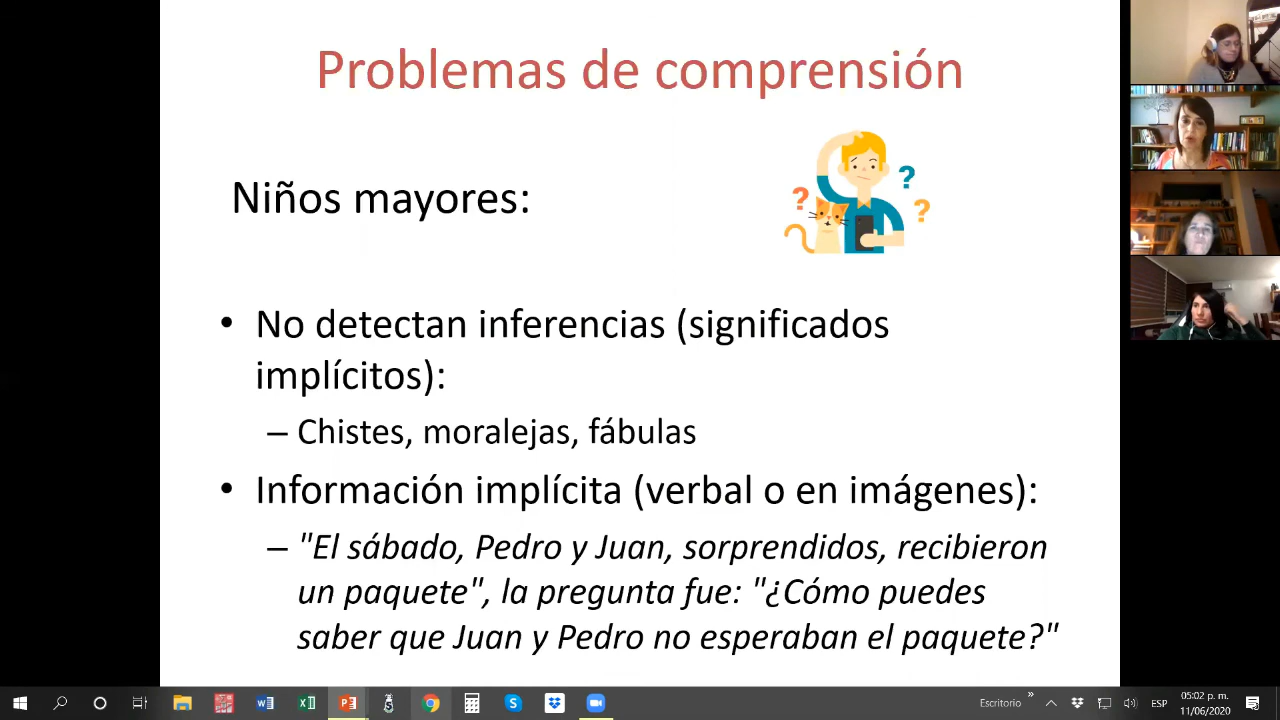 Problemas de comprensión
Niños mayores:
? ? ?
• No detectan inferencias (significados
implícitos):
– Chistes, moralejas, fábulas
• Información implícita (verbal o en imágenes):
– "El sábado, Pedro y Juan, sorprendidos, recibieron
un paquete", la pregunta fue: "¿Cómo puedes
saber que Juan y Pedro no esperaban el paquete?"
Escritorio » ESP 05:02 p. m.
11/06/2020